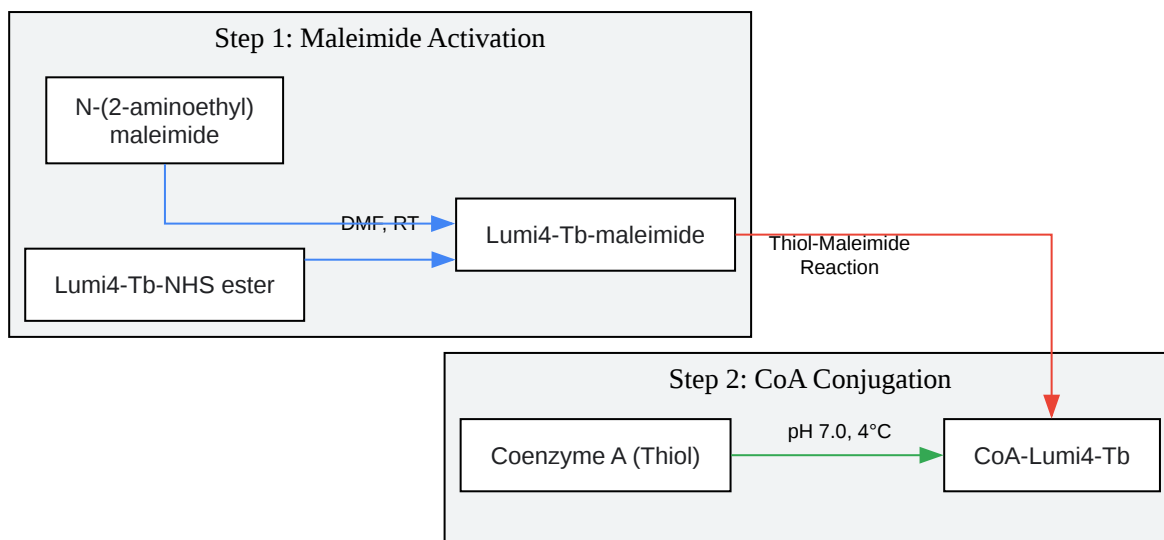 Step 1: Maleimide Activation
N-(2-aminoethyl)
maleimide
DMF, RT
Lumi4-Tb-maleimide
Lumi4-Tb-NHS ester
Thiol-Maleimide
Reaction
Step 2: CoA Conjugation
Coenzyme A (Thiol)
pH 7.0, 4°C
CoA-Lumi4-Tb